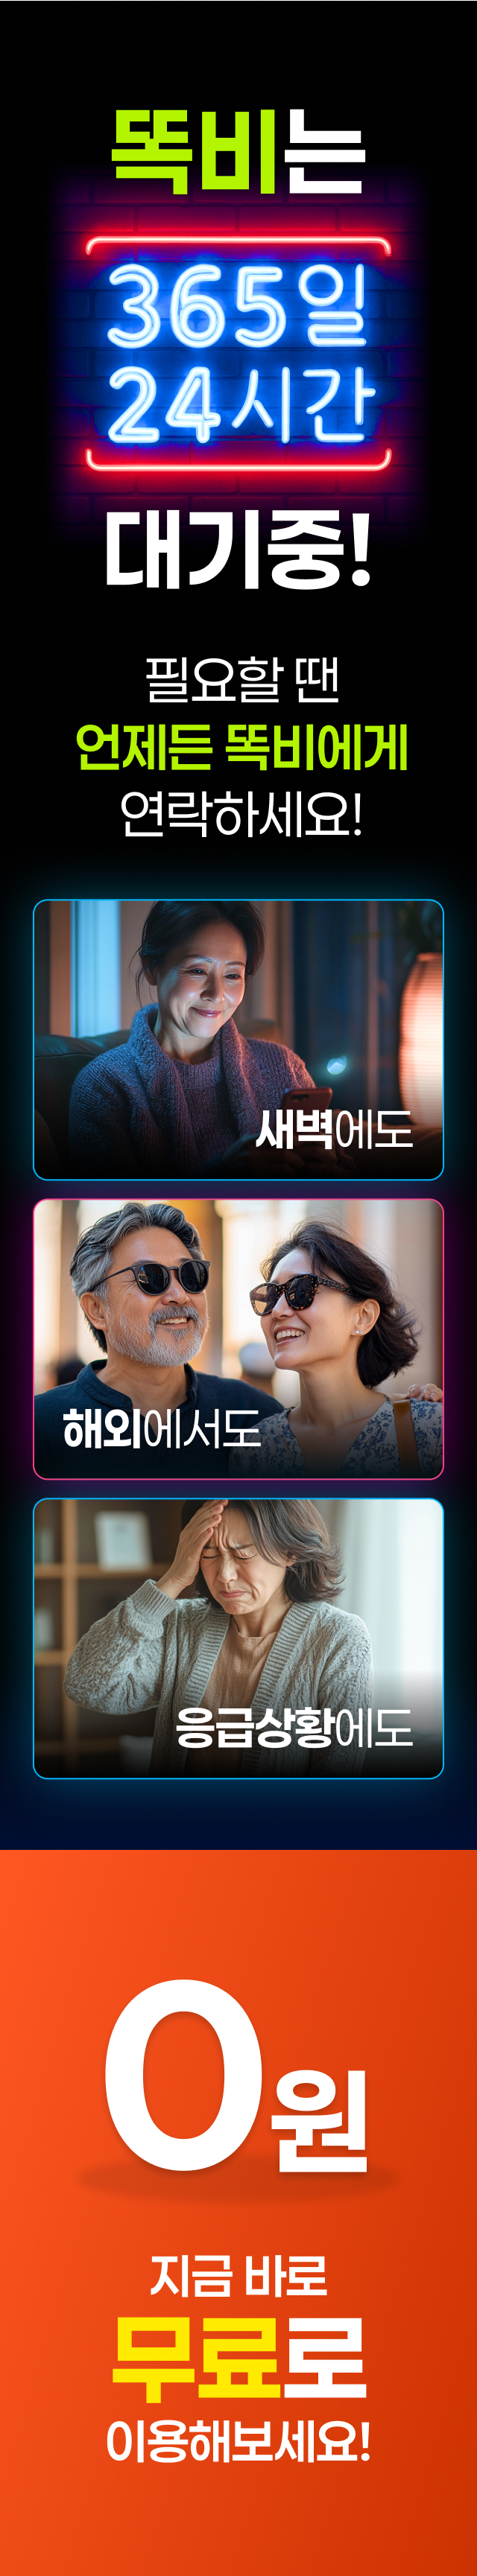 똑비는
365일
24시간
대기중!
필요할 땐
언제든 똑비에게
연락하세요!
새벽에도
해외에서도
응급상황에도
0원
지금 바로
무료로
이용해보세요!